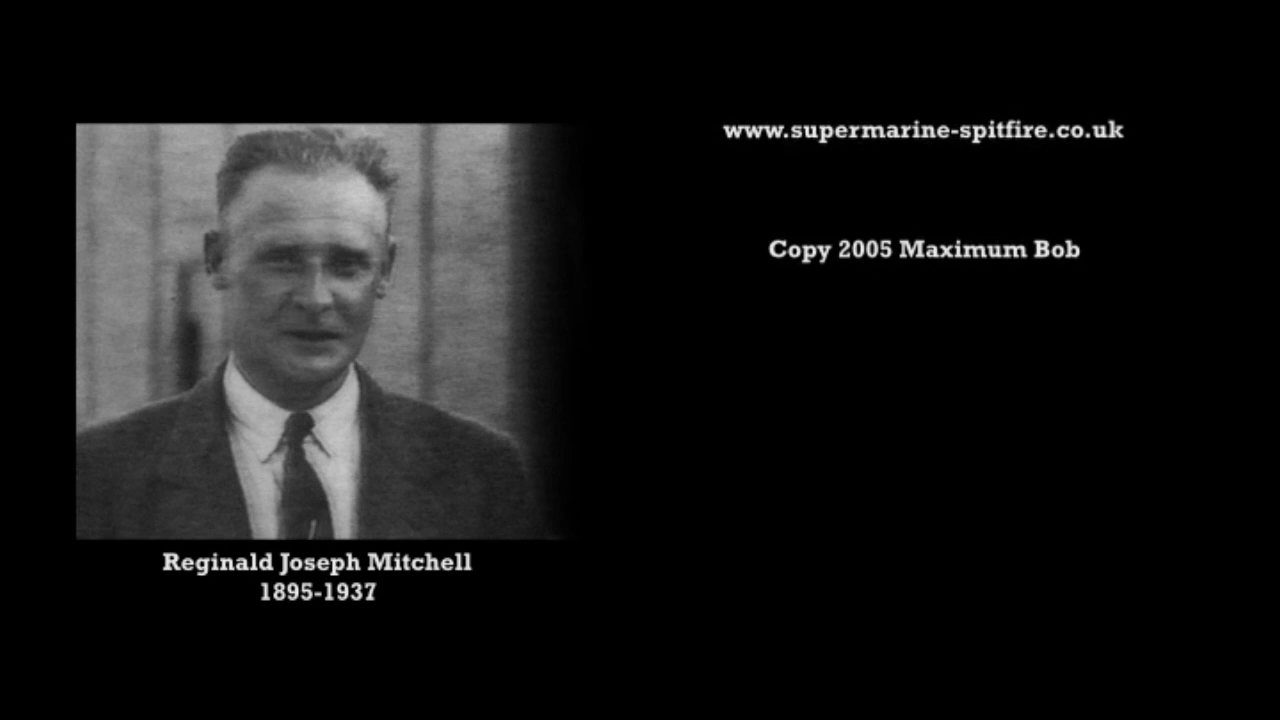 www.supermarine-spitfire.co.uk
Copy 2005 Maximum Bob
Reginald Joseph Mitchell
1895-1937